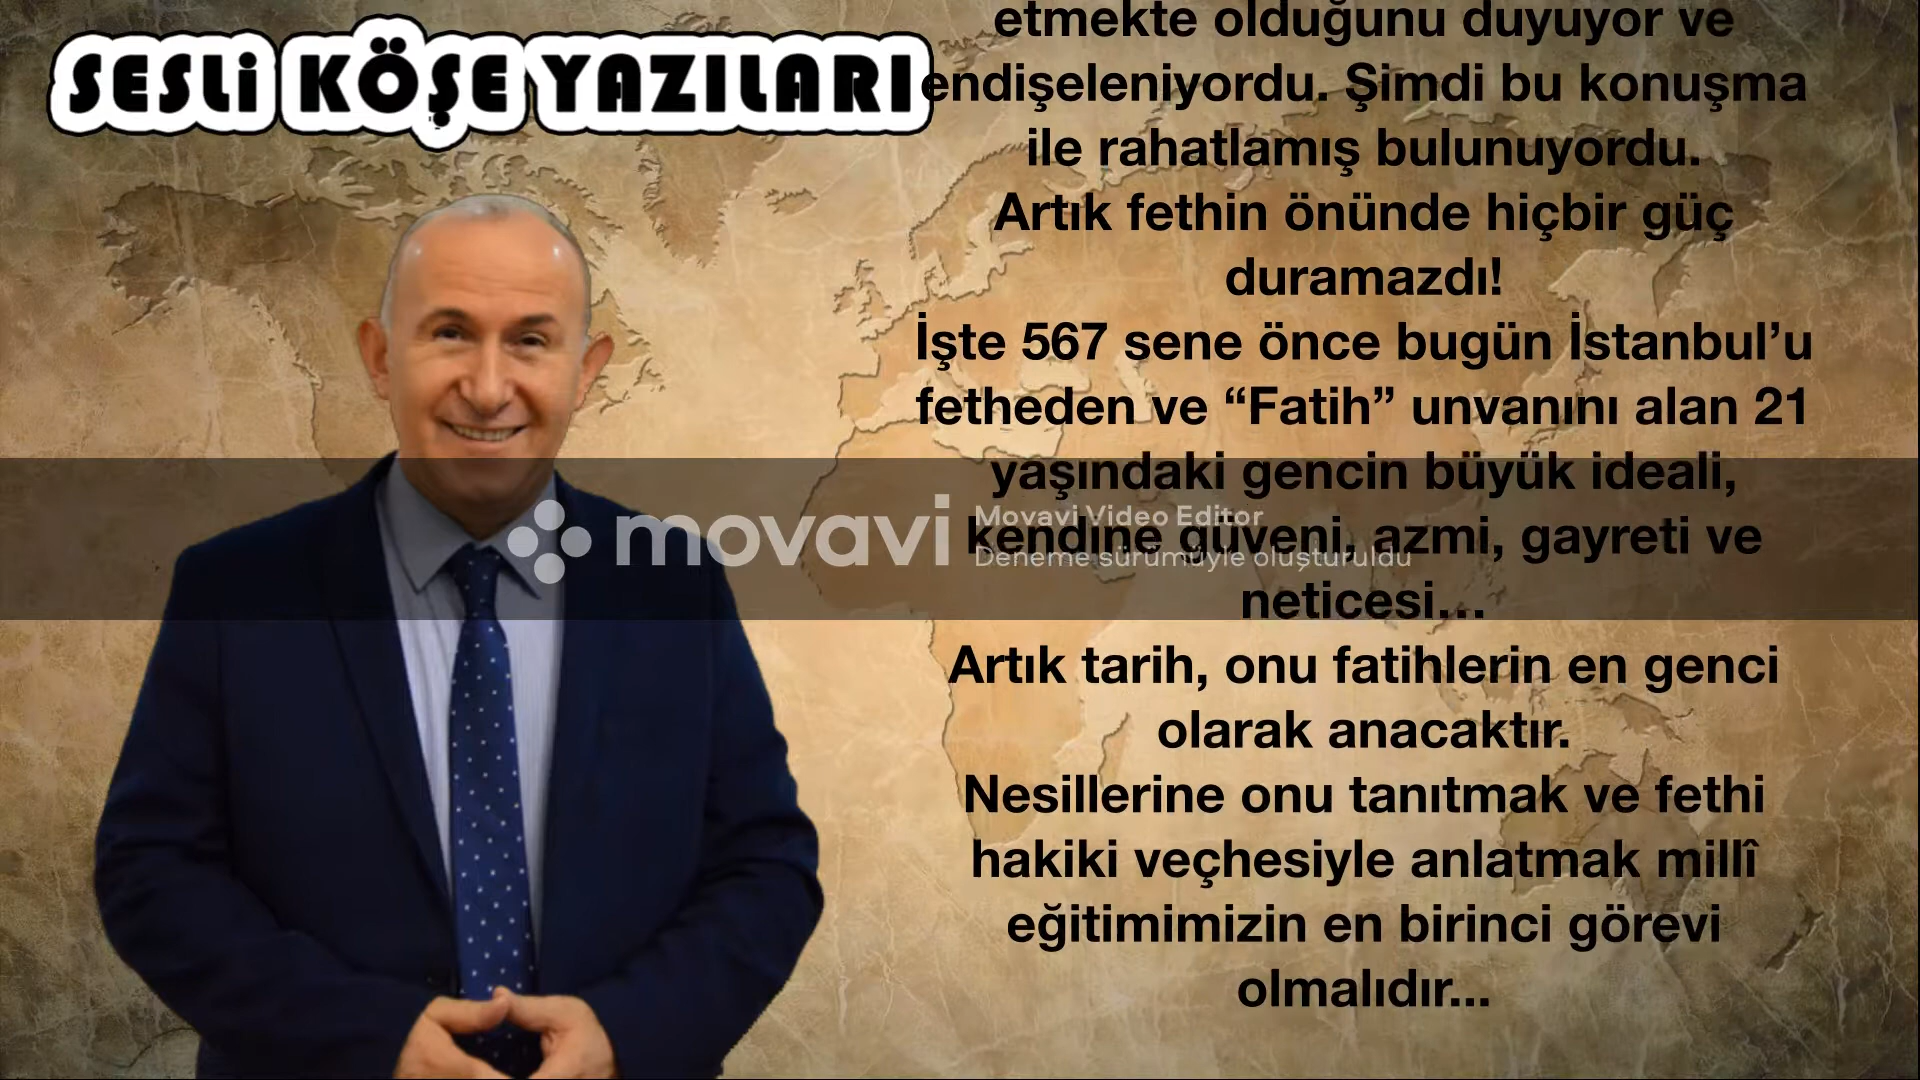 SESLİ KÖŞE YAZILARI
etmekte olduğunu duyuyor ve
endişeleniyordu. Şimdi bu konuşma
ile rahatlamış bulunuyordu.
Artık fethin önünde hiçbir güç
duramazdı!
İşte 567 sene önce bugün İstanbul’u
fetheden ve “Fatih” unvanını alan 21
yaşındaki gencin büyük ideali,
kendine güveni, azmi, gayreti ve
neticesi…
Artık tarih, onu fatihlerin en genci
olarak anacaktır.
Nesillerine onu tanıtmak ve fethi
hakiki veçhesiyle anlatmak millî
eğitimimizin en birinci görevi
olmalıdır...
movavi
Movavi Video Editor
Deneme sürümüyle oluşturuldu